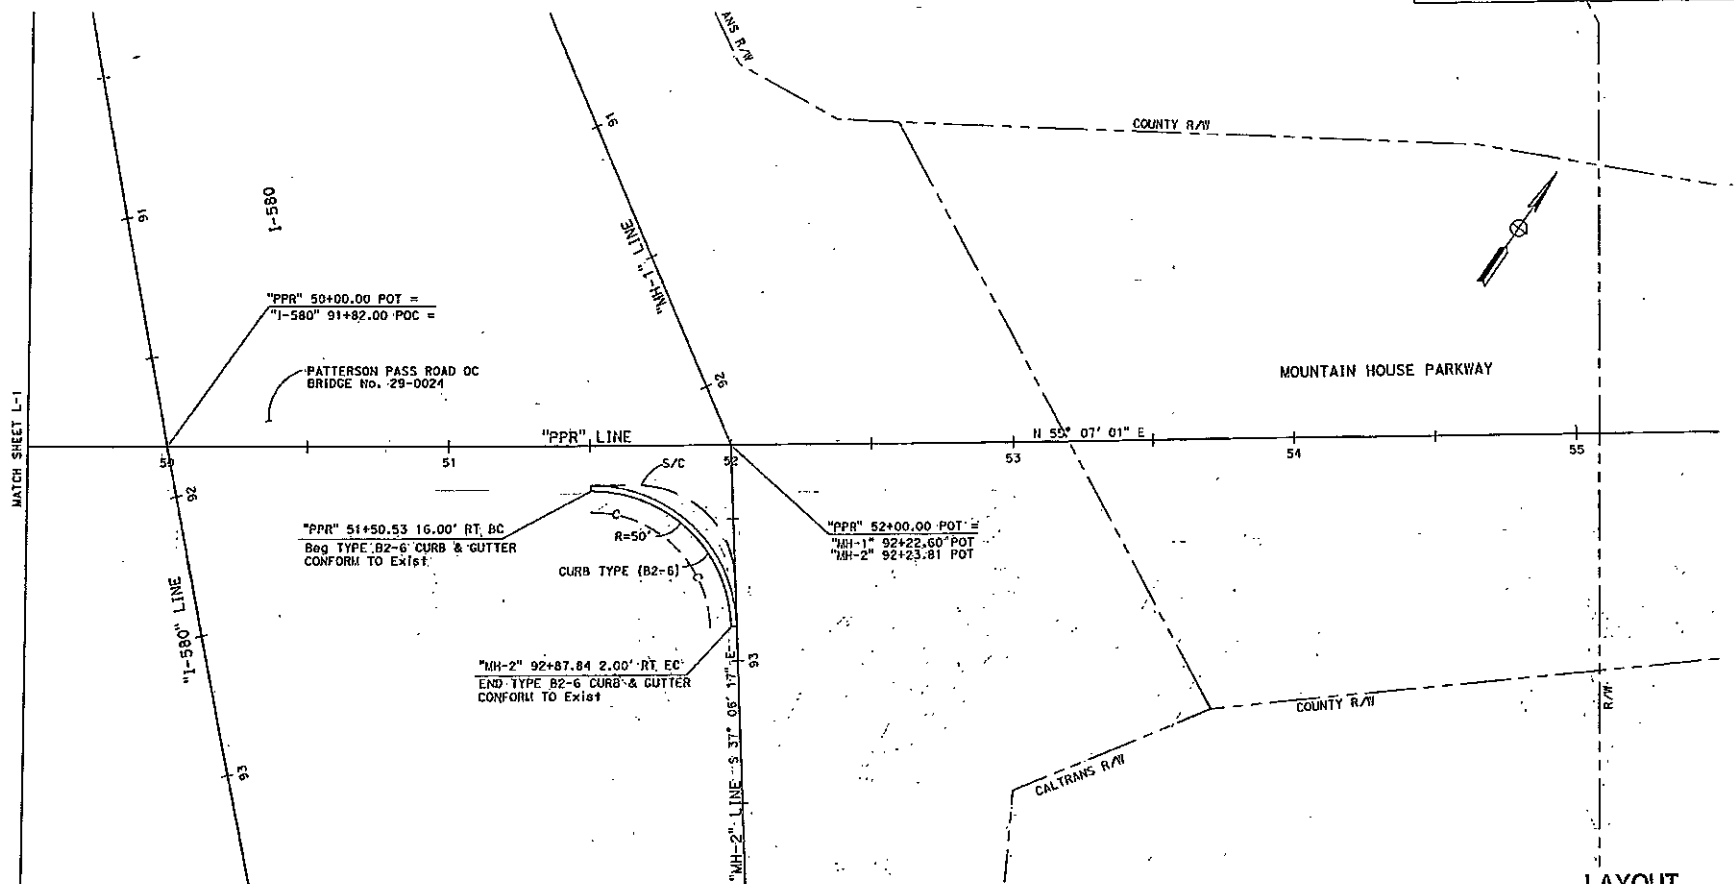 ANS R/W
COUNTY R/W
91
91
I-580
"MH-1" LINE
"PPR" 50+00.00 POT =
"I-580" 91+82.00 POC =
PATTERSON PASS ROAD OC
BRIDGE No. 29-0024
MOUNTAIN HOUSE PARKWAY
92
MATCH SHEET L-1
"PPR" LINE
N 55° 07' 01" E
50
51
52
53
54
55
S/C
92
"PPR" 51+50.53 16.00' RT, BC
Beg TYPE B2-6 CURB & GUTTER
CONFORM TO Exist
C
R=50'
CURB TYPE (B2-6)
C
"PPR" 52+00.00 POT =
"MH-1" 92+22.60 POT
"MH-2" 92+23.81 POT
"I-580" LINE
"MH-2" 92+87.84 2.00' RT, EC
END TYPE B2-6 CURB & GUTTER
CONFORM TO Exist
93
"MH-2" LINE S 37° 06' 17" E
COUNTY R/W
R/W
CALTRANS R/W
93
LAYOUT